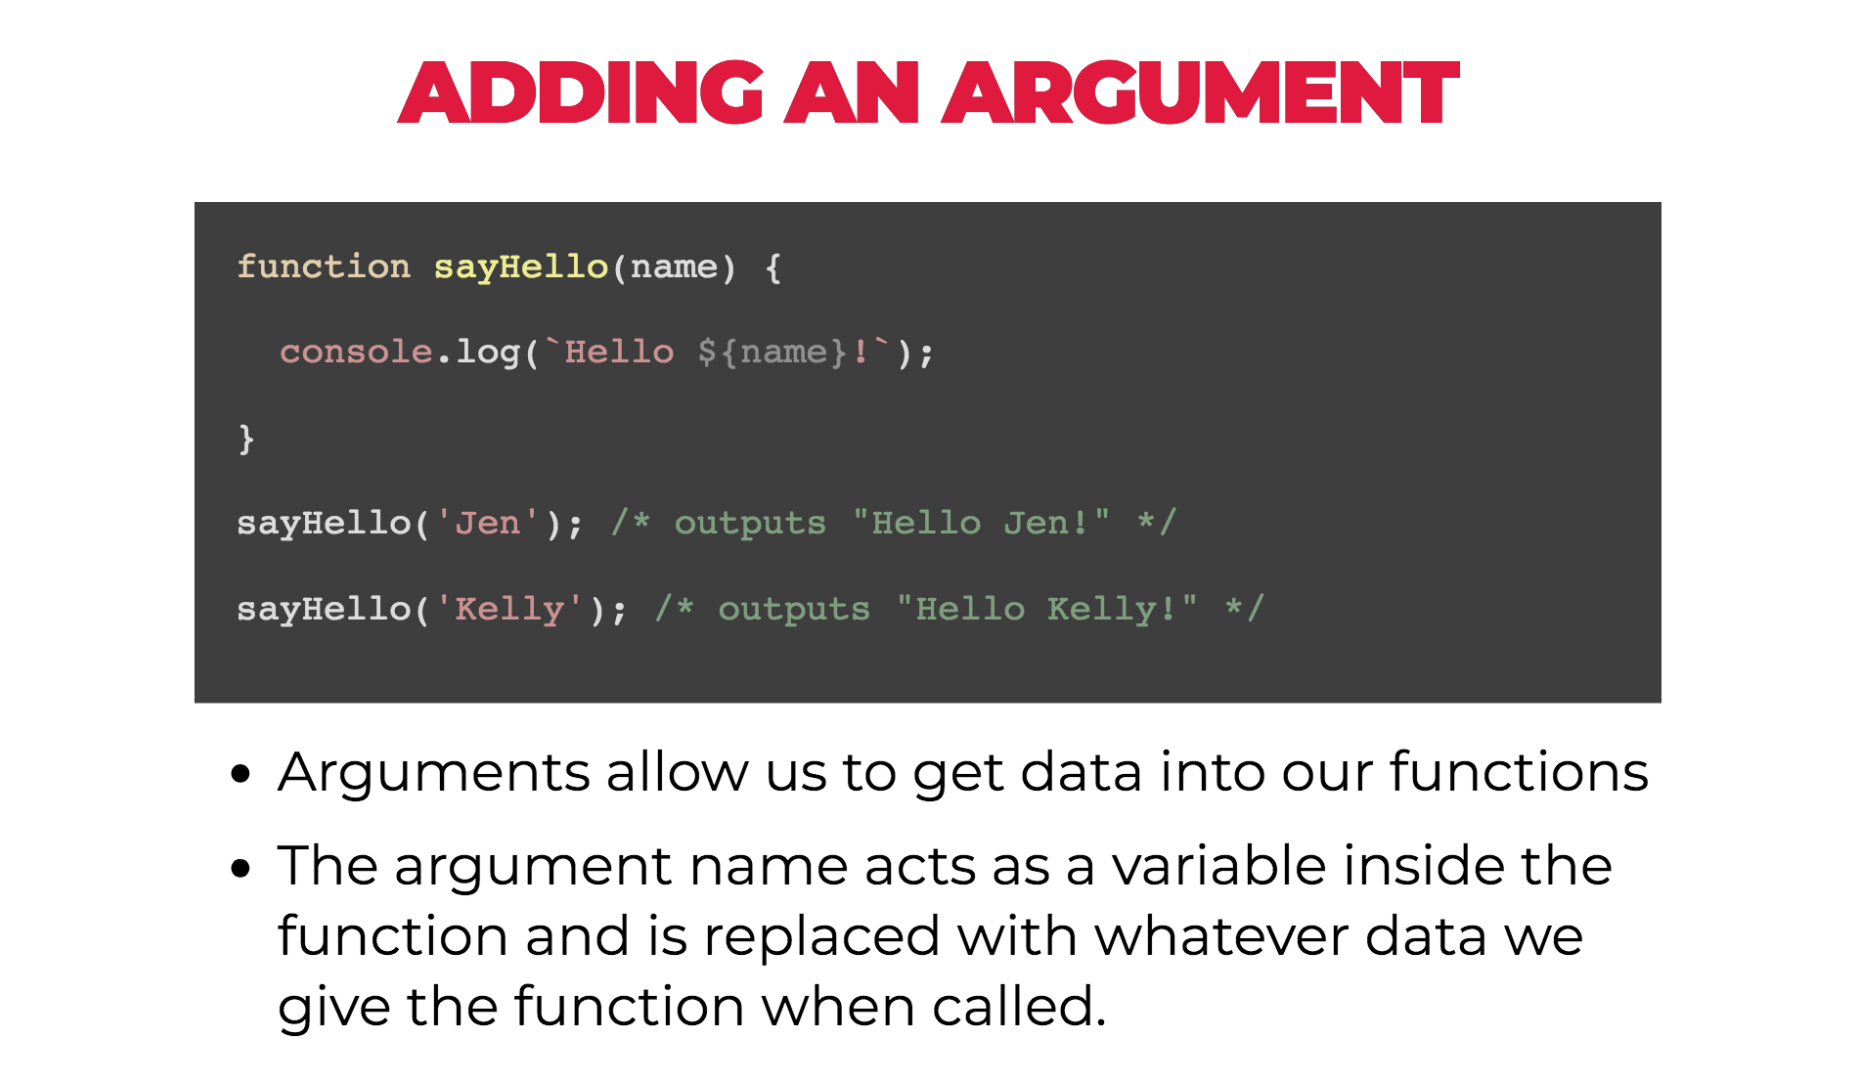 ADDING AN ARGUMENT
function sayHello(name) {
  console.log(`Hello ${name}!`);
}
sayHello('Jen'); /* outputs "Hello Jen!" */
sayHello('Kelly'); /* outputs "Hello Kelly!" */
• Arguments allow us to get data into our functions
• The argument name acts as a variable inside the
function and is replaced with whatever data we
give the function when called.